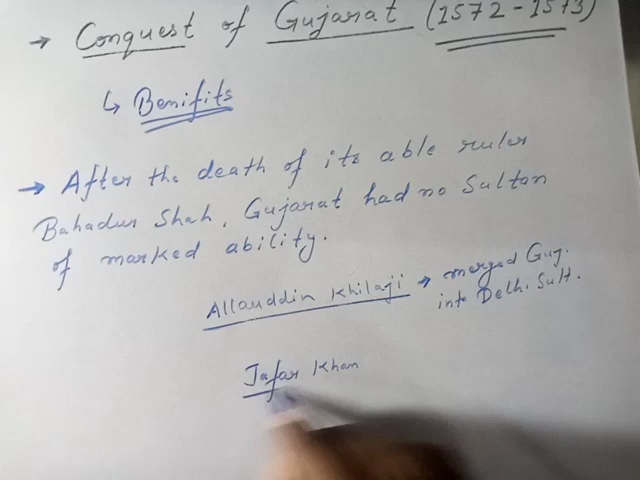 → Conquest of Gujarat (1572-1573)
↳ Benifits
→ After the death of its able ruler
Bahadur Shah, Gujarat had no Sultan
of marked ability.
Allauddin Khilaji → merged Guj.
into Delhi Sult.
Jafar Khan